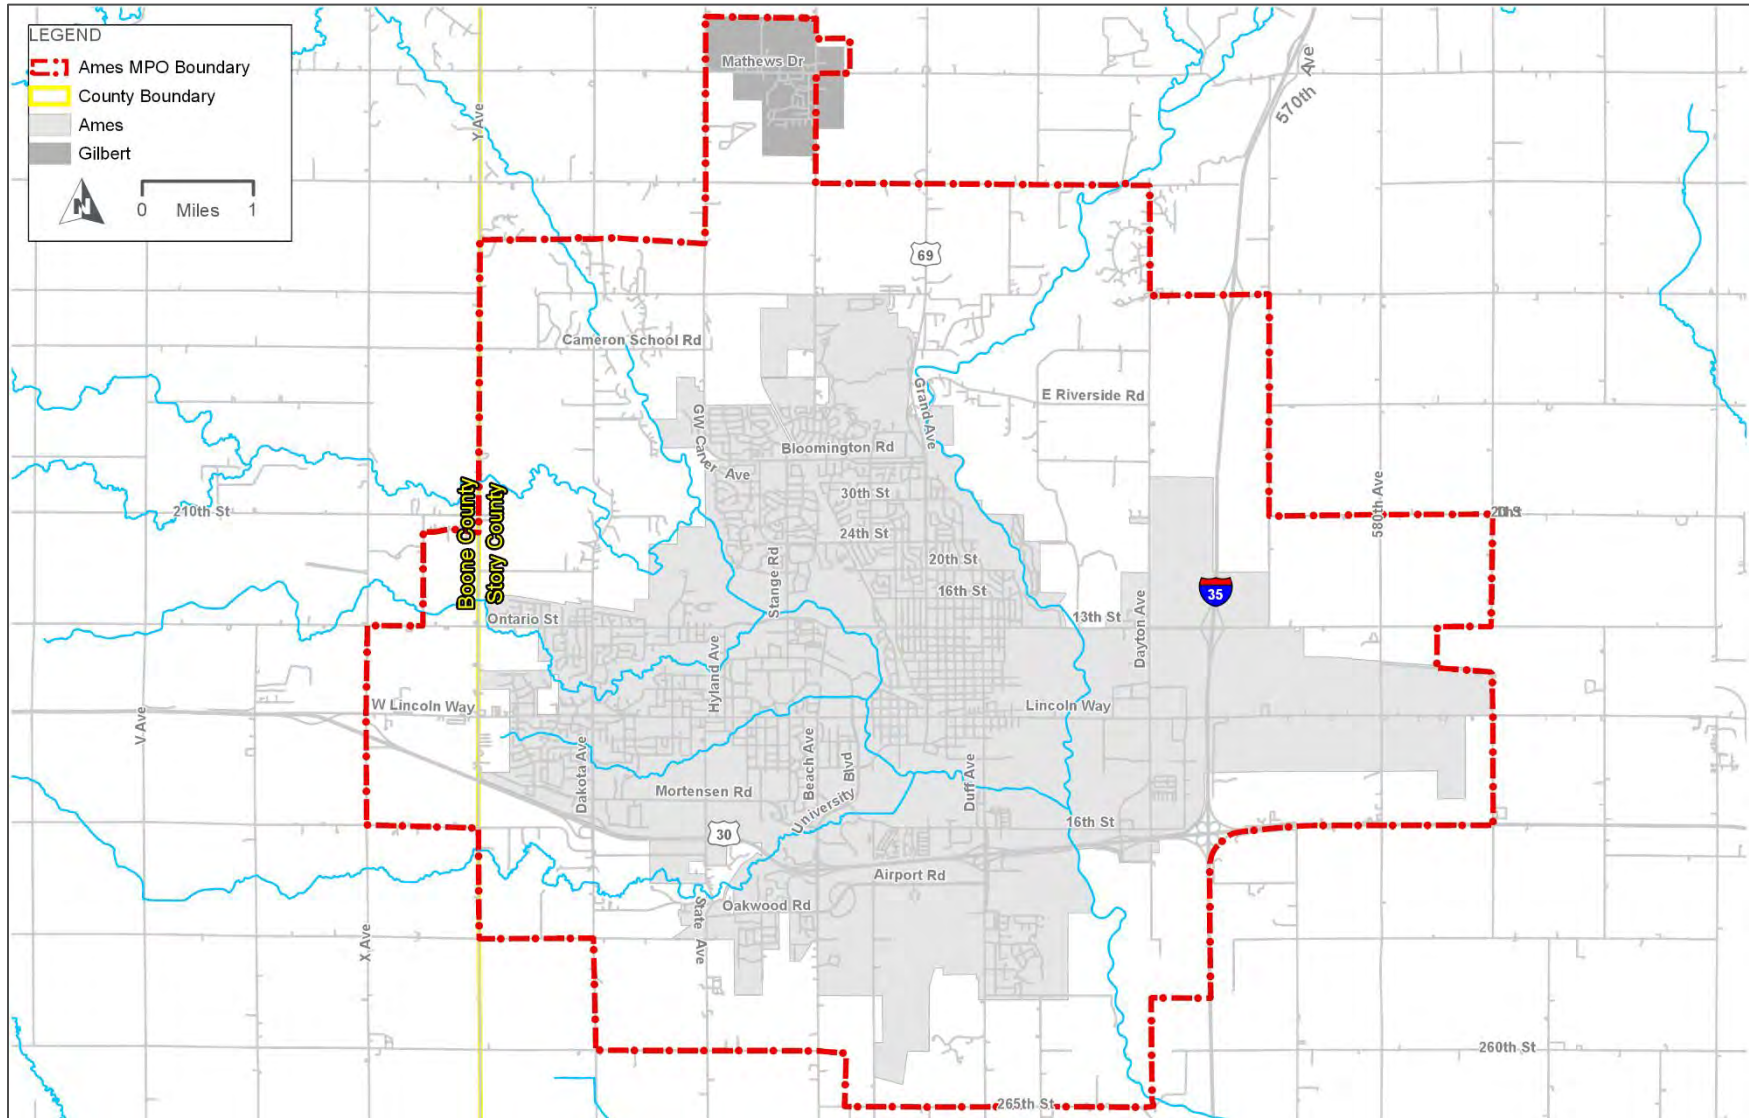 LEGEND
Ames MPO Boundary
County Boundary
Ames
Gilbert
N
0 Miles 1
Mathews Dr
Y Ave
570th Ave
69
Cameron School Rd
E Riverside Rd
Grand Ave
GW Carver Ave
Bloomington Rd
30th St
210th St
580th Ave
Boone County
Story County
24th St
20th St
Stange Rd
16th St
35
Ontario St
13th St
Dayton Ave
Hyland Ave
W Lincoln Way
Lincoln Way
V Ave
Dakota Ave
Beach Ave
University Blvd
Duff Ave
Mortensen Rd
30
16th St
Airport Rd
Oakwood Rd
State Ave
X Ave
260th St
265th St